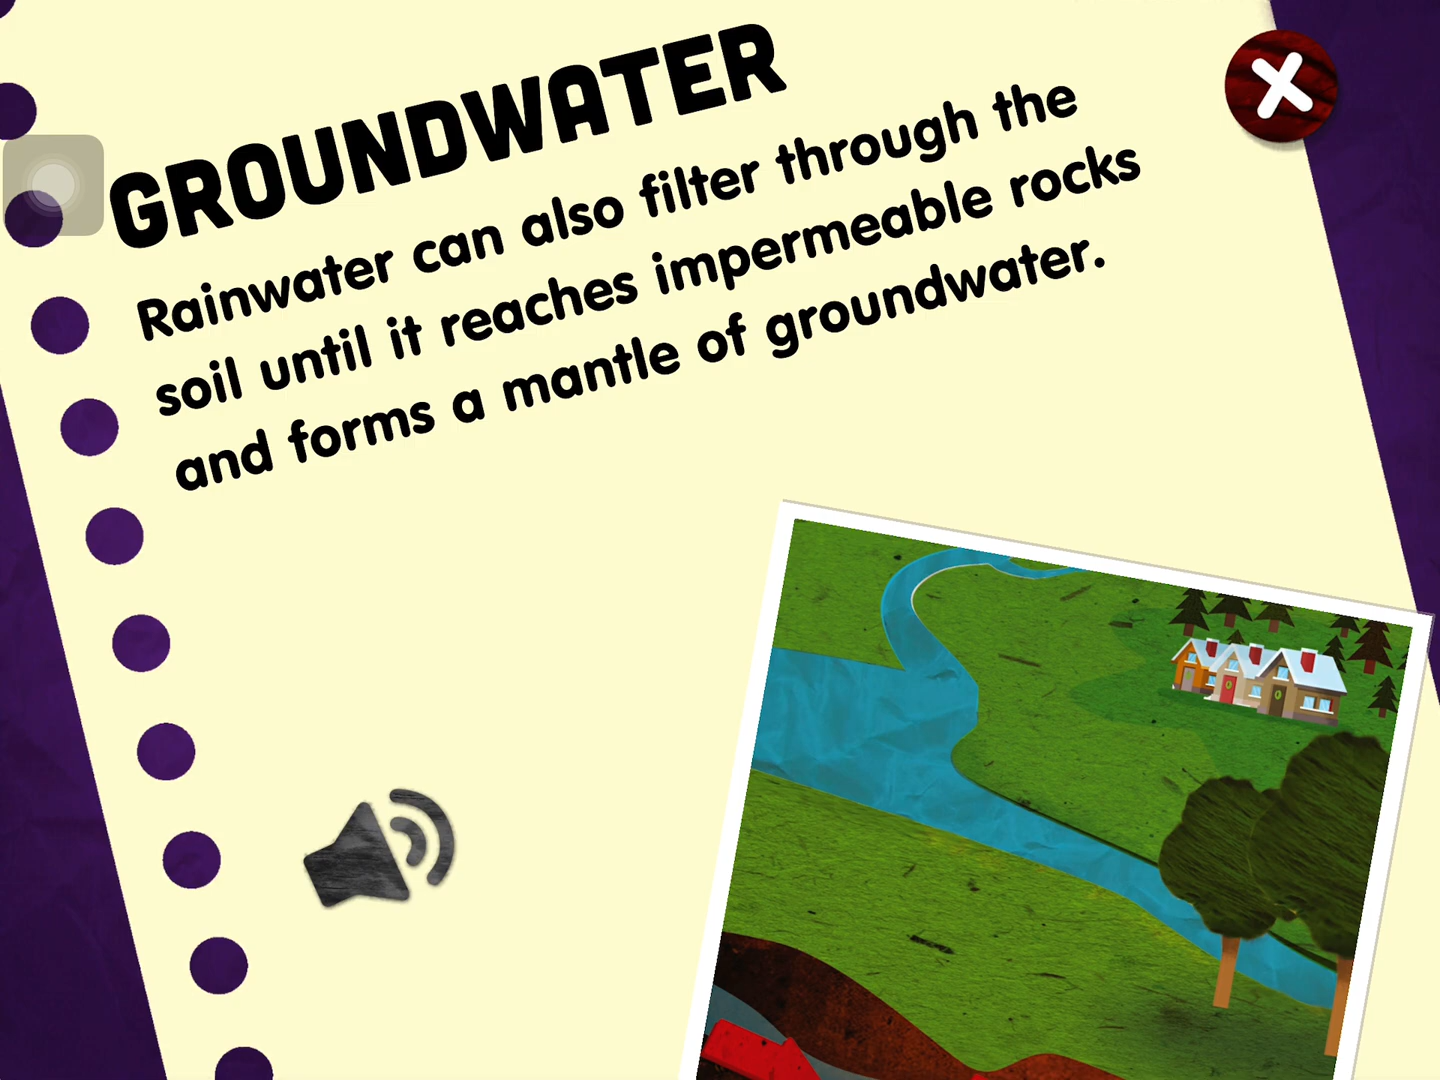 GROUNDWATER
Rainwater can also filter through the
soil until it reaches impermeable rocks
and forms a mantle of groundwater.